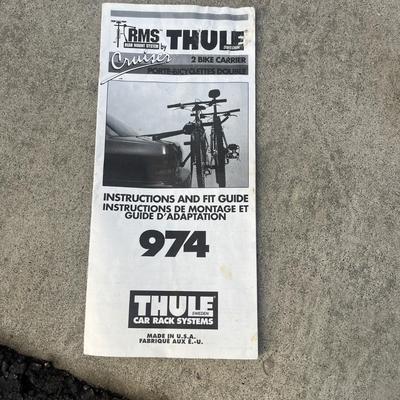 RMS
REAR MOUNT SYSTEM
by
THULE
SWEDEN
Cruiser
2 BIKE CARRIER
PORTE-BICYCLETTES DOUBLE
INSTRUCTIONS AND FIT GUIDE
INSTRUCTIONS DE MONTAGE ET
GUIDE D'ADAPTATION
974
THULE
SWEDEN
CAR RACK SYSTEMS
MADE IN U.S.A.
FABRIQUÉ AUX É.-U.